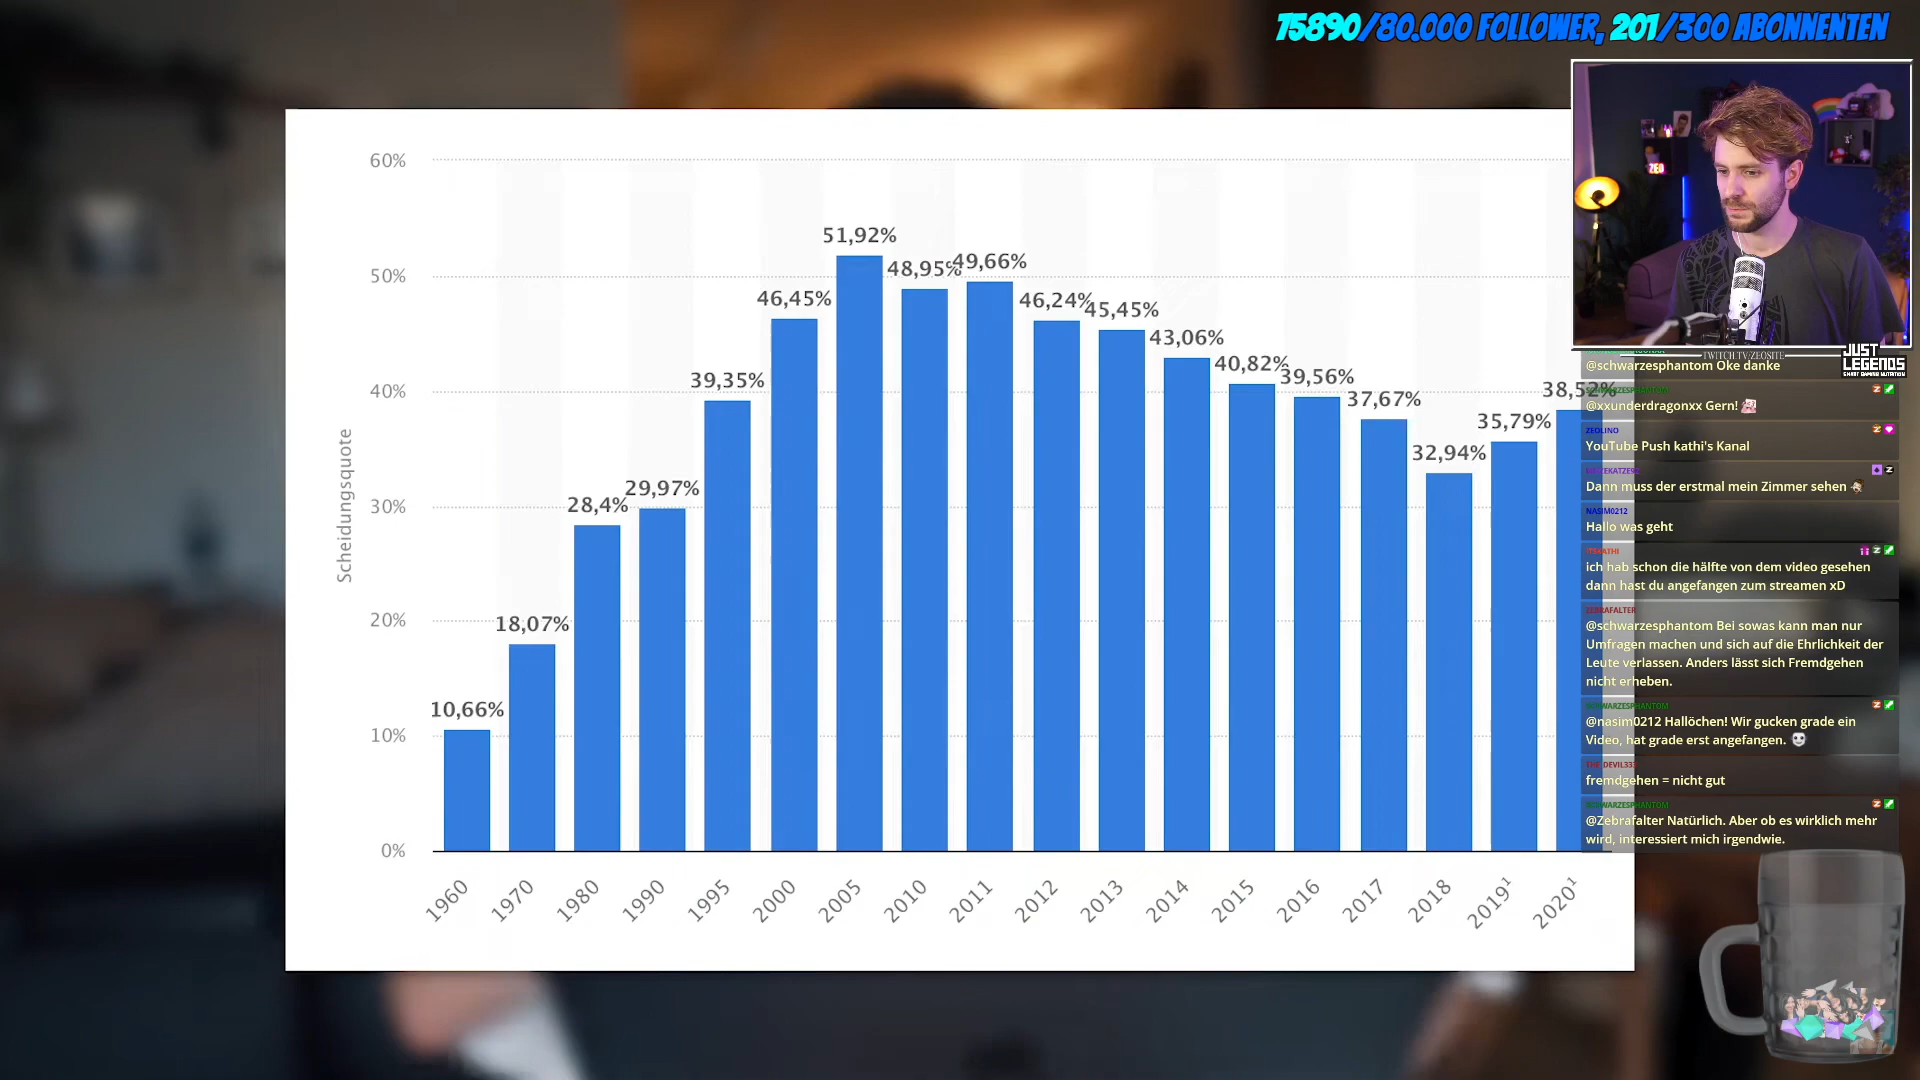 75890/80.000 FOLLOWER, 201/300 ABONNENTEN
60%
50%
40%
30%
20%
10%
0%
Scheidungsquote
10,66%
18,07%
28,4%
29,97%
39,35%
46,45%
51,92%
48,95%
49,66%
46,24%
45,45%
43,06%
40,82%
39,56%
37,67%
32,94%
35,79%
38,52%
1960
1970
1980
1990
1995
2000
2005
2010
2011
2012
2013
2014
2015
2016
2017
2018
2019¹
2020¹
ZEO
TWITCH.TV/ZEOSITE
JUST
LEGENDS
@schwarzesphantom Oke danke
SCHWARZESPHANTOM
@xxunderdragonxx Gern!
ZEOLINO
YouTube Push kathi's Kanal
Dann muss der erstmal mein Zimmer sehen
NASIM0212
Hallo was geht
ich hab schon die hälfte von dem video gesehen
dann hast du angefangen zum streamen xD
ZEBRAFALTER
@schwarzesphantom Bei sowas kann man nur
Umfragen machen und sich auf die Ehrlichkeit der
Leute verlassen. Anders lässt sich Fremdgehen
nicht erheben.
SCHWARZESPHANTOM
@nasim0212 Hallöchen! Wir gucken grade ein
Video, hat grade erst angefangen.
THE_DEVIL333
fremdgehen = nicht gut
SCHWARZESPHANTOM
@Zebrafalter Natürlich. Aber ob es wirklich mehr
wird, interessiert mich irgendwie.